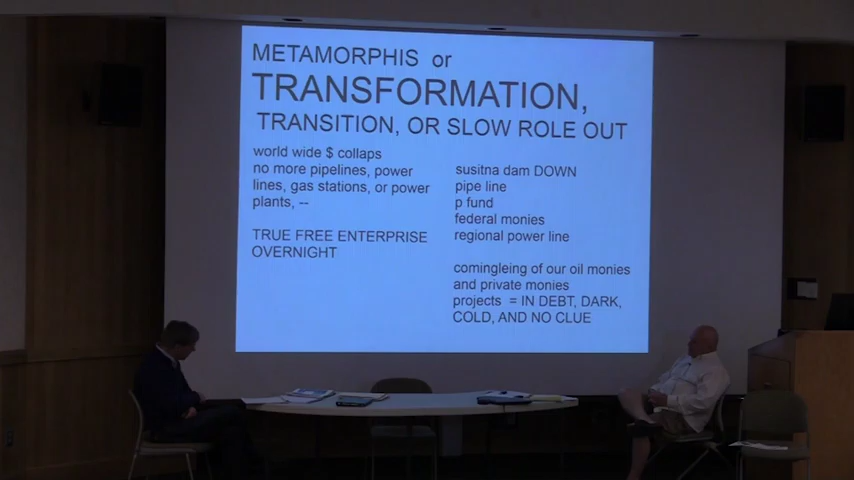 METAMORPHIS or
TRANSFORMATION,
TRANSITION, OR SLOW ROLE OUT
world wide $ collaps
no more pipelines, power
lines, gas stations, or power
plants, --
TRUE FREE ENTERPRISE
OVERNIGHT
susitna dam DOWN
pipe line
p fund
federal monies
regional power line
comingleing of our oil monies
and private monies
projects = IN DEBT, DARK,
COLD, AND NO CLUE